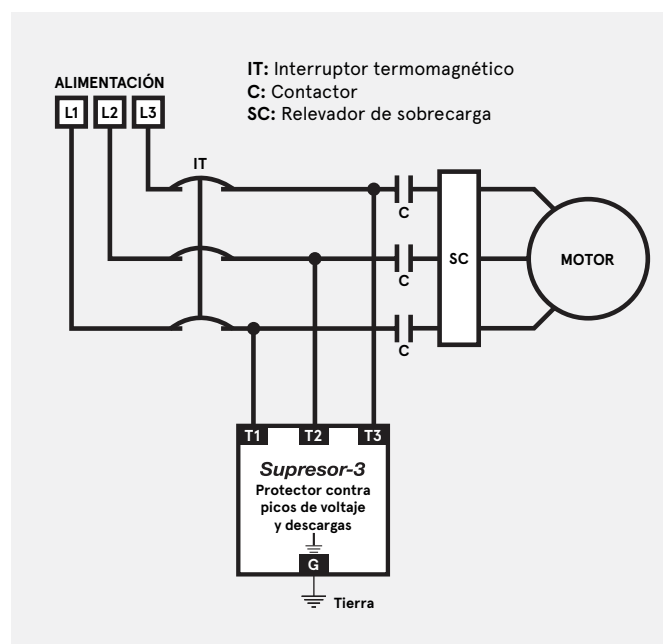 IT: Interruptor termomagnético
C: Contactor
SC: Relevador de sobrecarga
ALIMENTACIÓN
L1 L2 L3
IT
C
C
SC
MOTOR
C
T1 T2 T3
Supresor-3
Protector contra
picos de voltaje
y descargas
G
Tierra